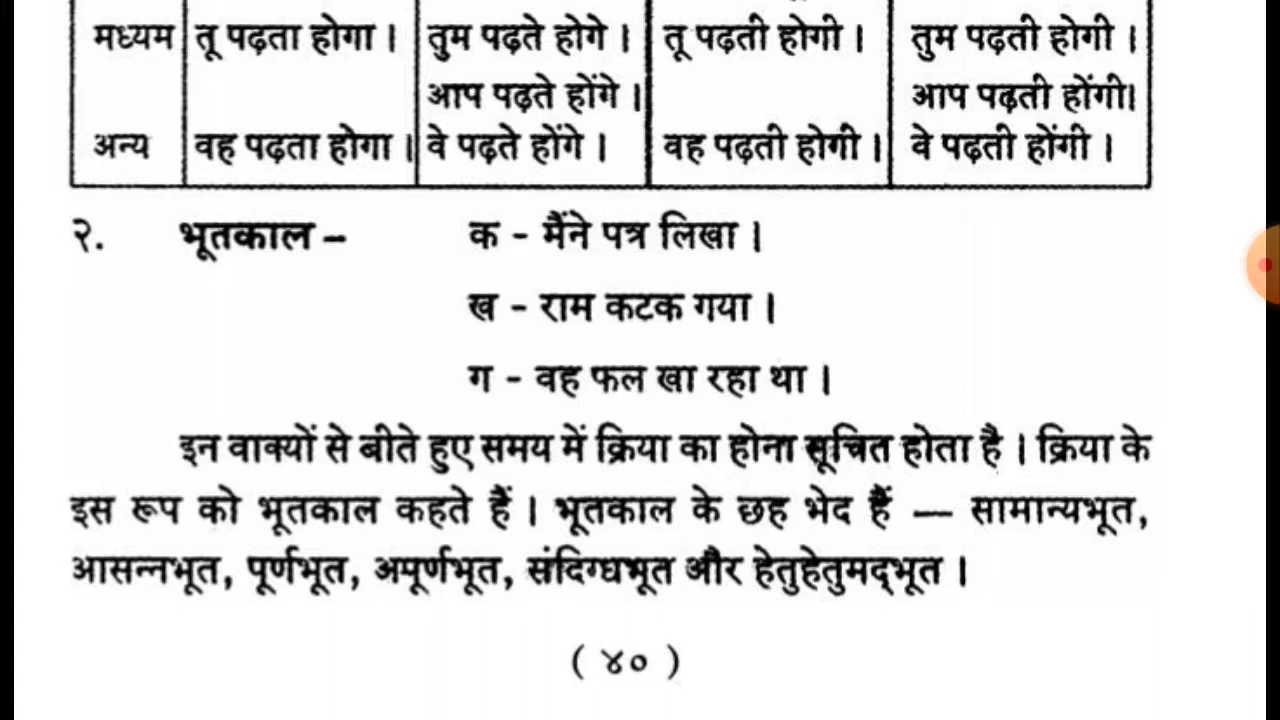 मध्यम तू पढ़ता होगा । तुम पढ़ते होगे । तू पढ़ती होगी । तुम पढ़ती होगी ।
आप पढ़ते होंगे । आप पढ़ती होंगी।
अन्य वह पढ़ता होगा । वे पढ़ते होंगे । वह पढ़ती होगी । वे पढ़ती होंगी ।
२. भूतकाल – क - मैंने पत्र लिखा ।
ख - राम कटक गया ।
ग - वह फल खा रहा था ।
इन वाक्यों से बीते हुए समय में क्रिया का होना सूचित होता है । क्रिया के
इस रूप को भूतकाल कहते हैं । भूतकाल के छह भेद हैं — सामान्यभूत,
आसन्नभूत, पूर्णभूत, अपूर्णभूत, संदिग्धभूत और हेतुहेतुमद्‌भूत ।
( ४० )